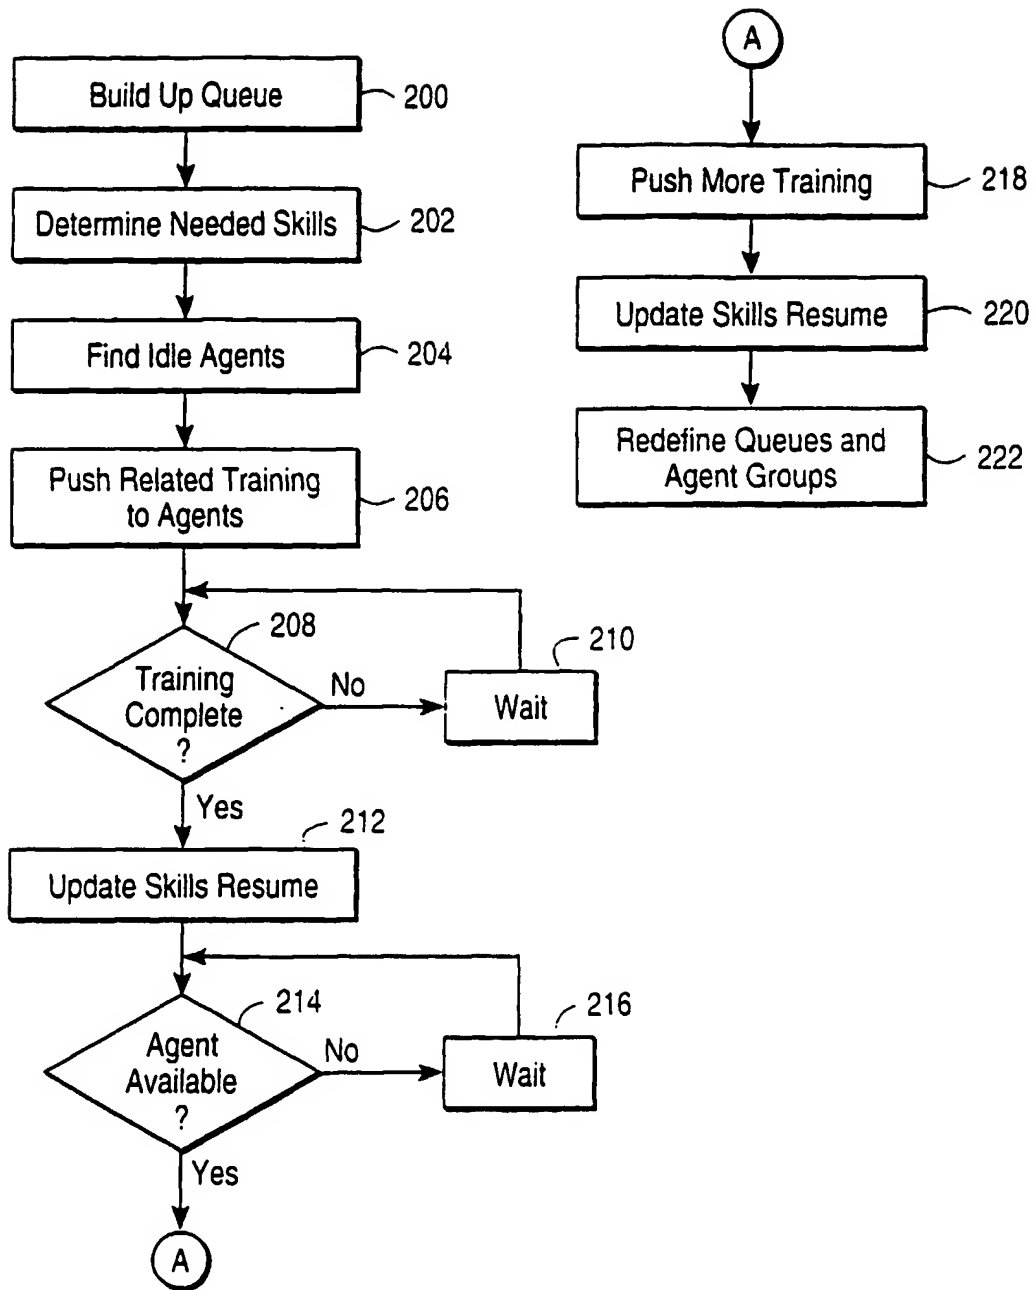 Build Up Queue
200
Determine Needed Skills
202
Find Idle Agents
204
Push Related Training
to Agents
206
208
Training
Complete
?
No
210
Wait
Yes
212
Update Skills Resume
214
Agent
Available
?
No
216
Wait
Yes
A
A
Push More Training
218
Update Skills Resume
220
Redefine Queues and
Agent Groups
222